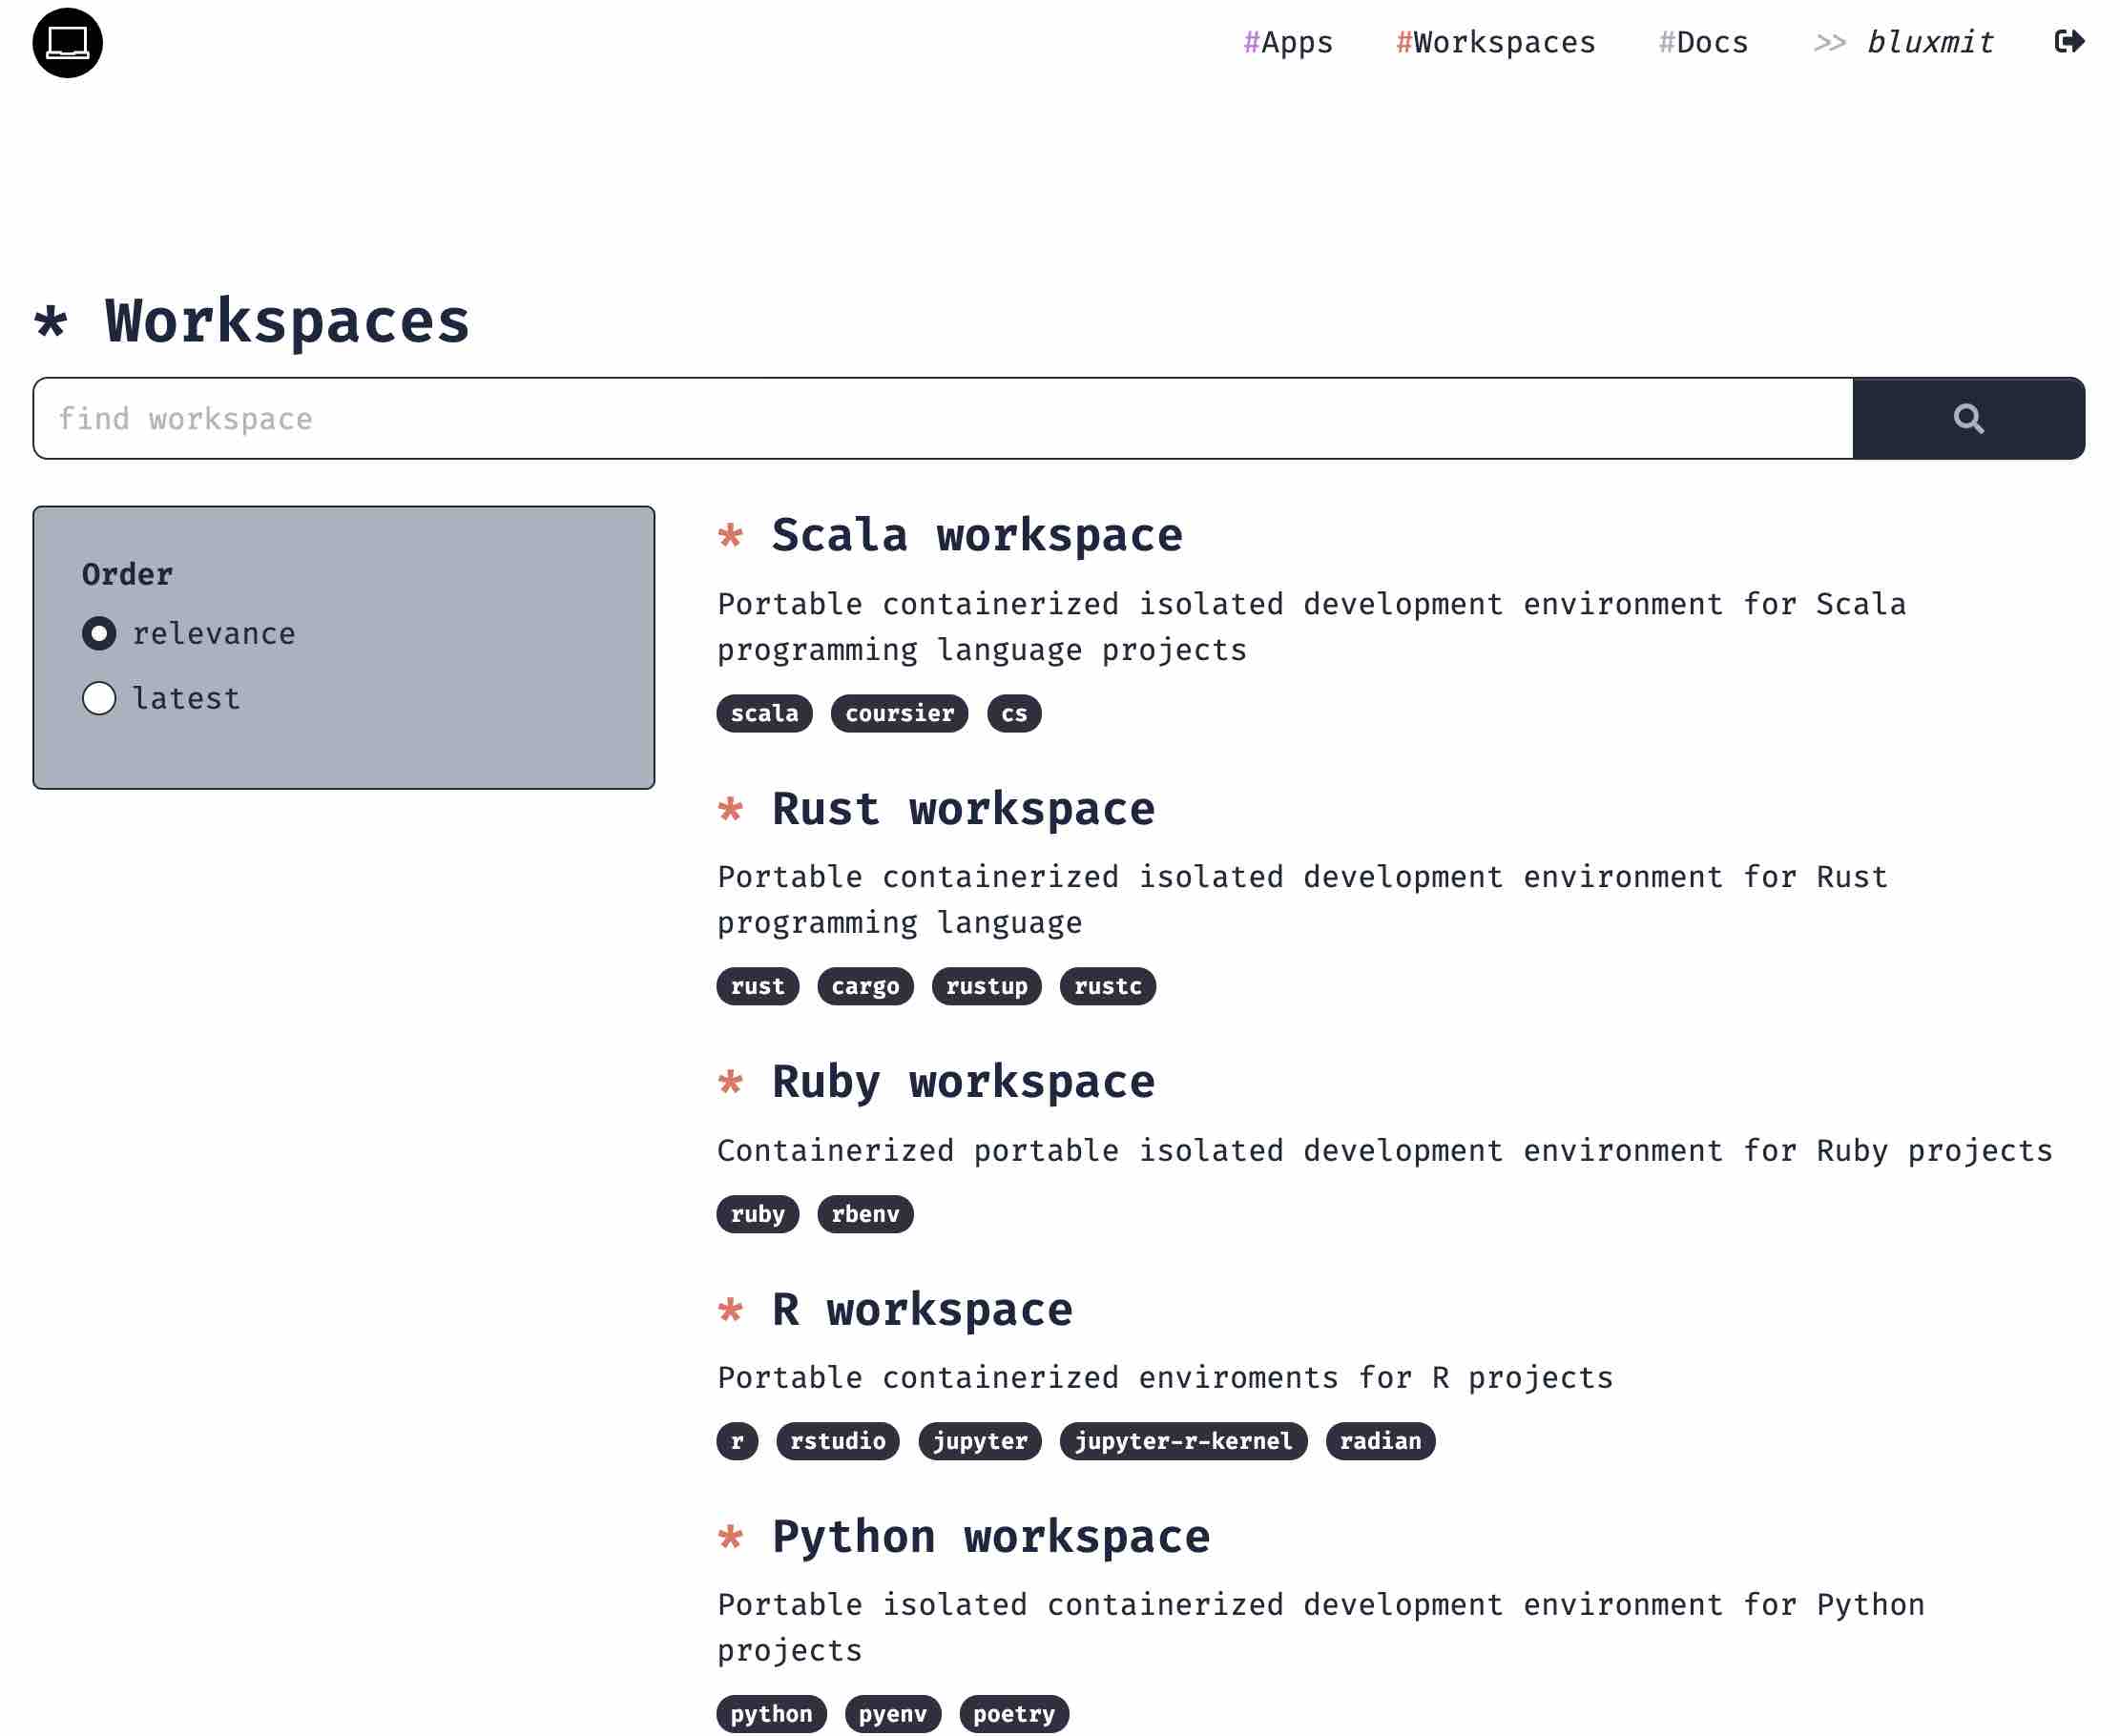 #Apps #Workspaces #Docs >> bluxmit
* Workspaces
find workspace
Order
relevance
latest
* Scala workspace
Portable containerized isolated development environment for Scala
programming language projects
scala coursier cs
* Rust workspace
Portable containerized isolated development environment for Rust
programming language
rust cargo rustup rustc
* Ruby workspace
Containerized portable isolated development environment for Ruby projects
ruby rbenv
* R workspace
Portable containerized enviroments for R projects
r rstudio jupyter jupyter-r-kernel radian
* Python workspace
Portable isolated containerized development environment for Python
projects
python pyenv poetry